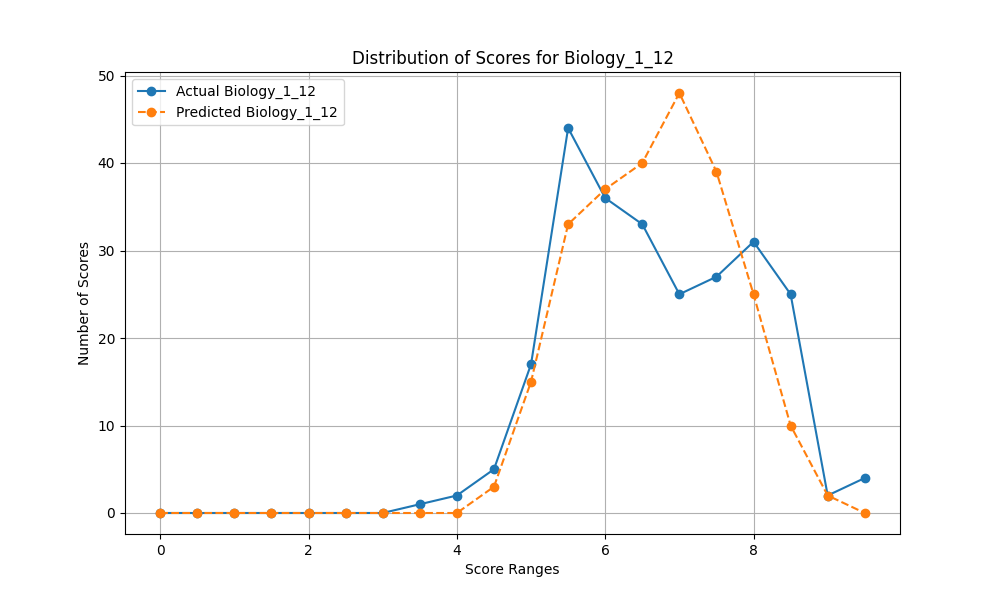 Distribution of Scores for Biology_1_12
Actual Biology_1_12
Predicted Biology_1_12
50
40
30
20
10
0
Number of Scores
0 2 4 6 8
Score Ranges